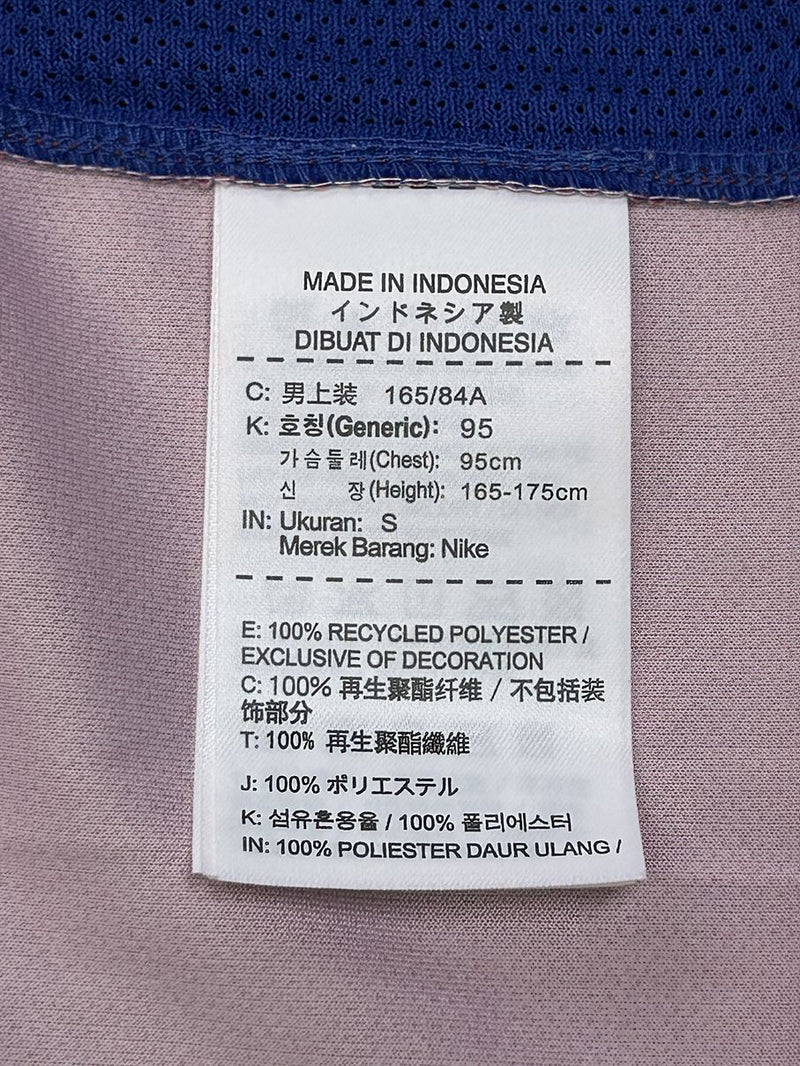 MADE IN INDONESIA
インドネシア製
DIBUAT DI INDONESIA
C: 男上装 165/84A
K: 호칭(Generic): 95
가슴둘레(Chest): 95cm
신 장(Height): 165-175cm
IN: Ukuran: S
Merek Barang: Nike
E: 100% RECYCLED POLYESTER /
EXCLUSIVE OF DECORATION
C: 100% 再生聚酯纤维 / 不包括装
饰部分
T: 100% 再生聚酯纖維
J: 100% ポリエステル
K: 섬유혼용율 / 100% 폴리에스터
IN: 100% POLIESTER DAUR ULANG /